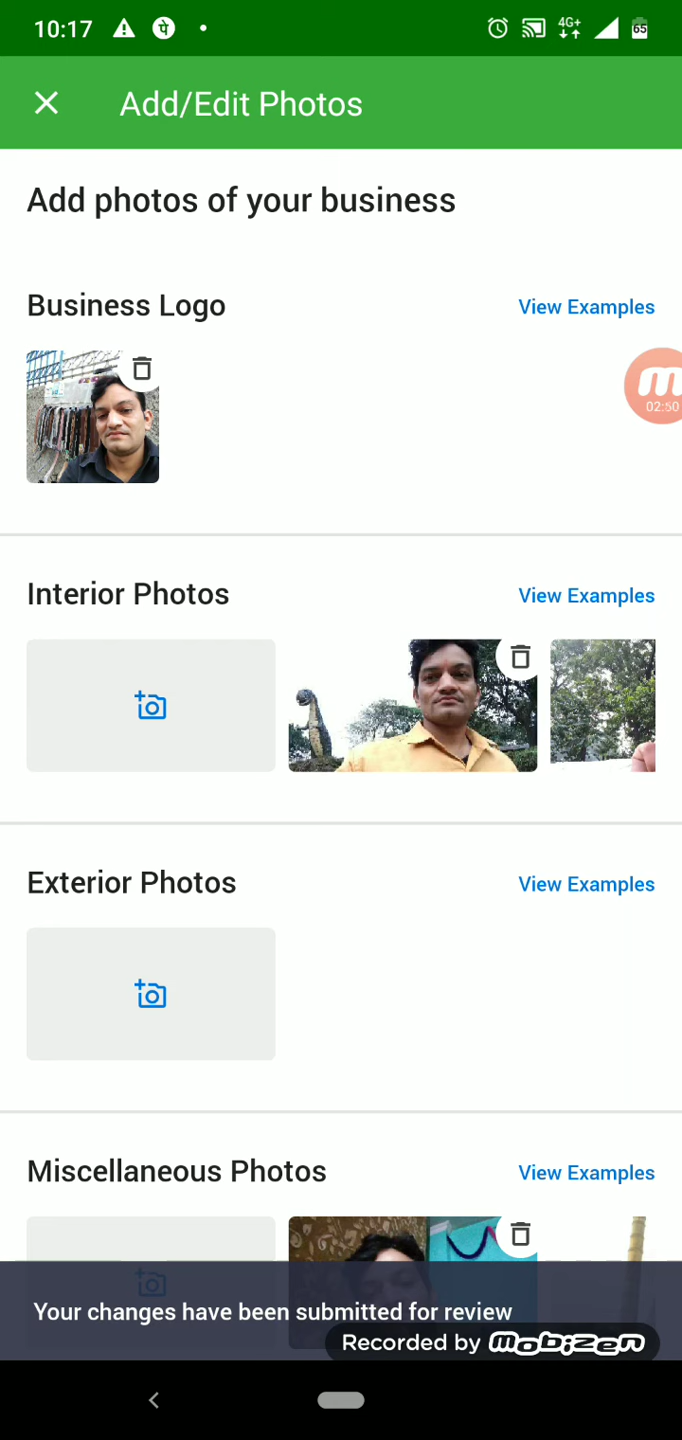 10:17
4G+
65
Add/Edit Photos
Add photos of your business
Business Logo
View Examples
m
02:50
Interior Photos
View Examples
Exterior Photos
View Examples
Miscellaneous Photos
View Examples
Your changes have been submitted for review
Recorded by mobizen